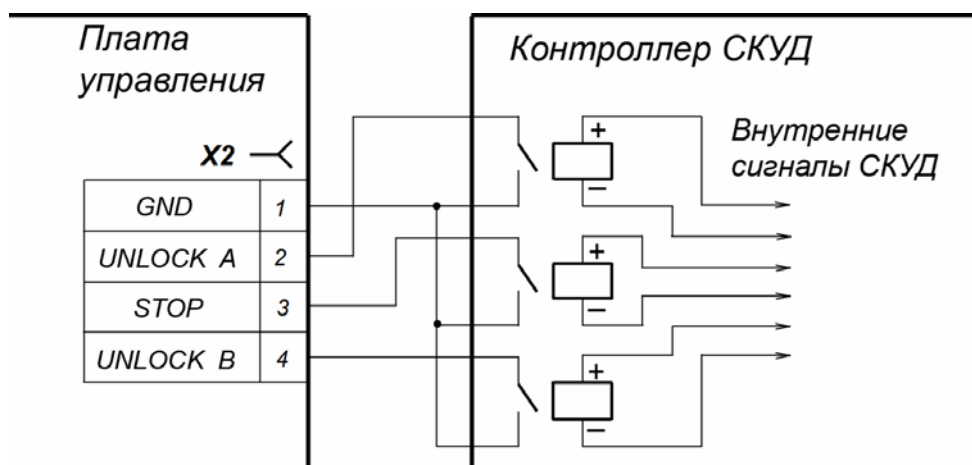 Плата
управления
Контроллер СКУД
X2
GND 1
UNLOCK A 2
STOP 3
UNLOCK B 4
+
–
+
–
+
–
Внутренние
сигналы СКУД